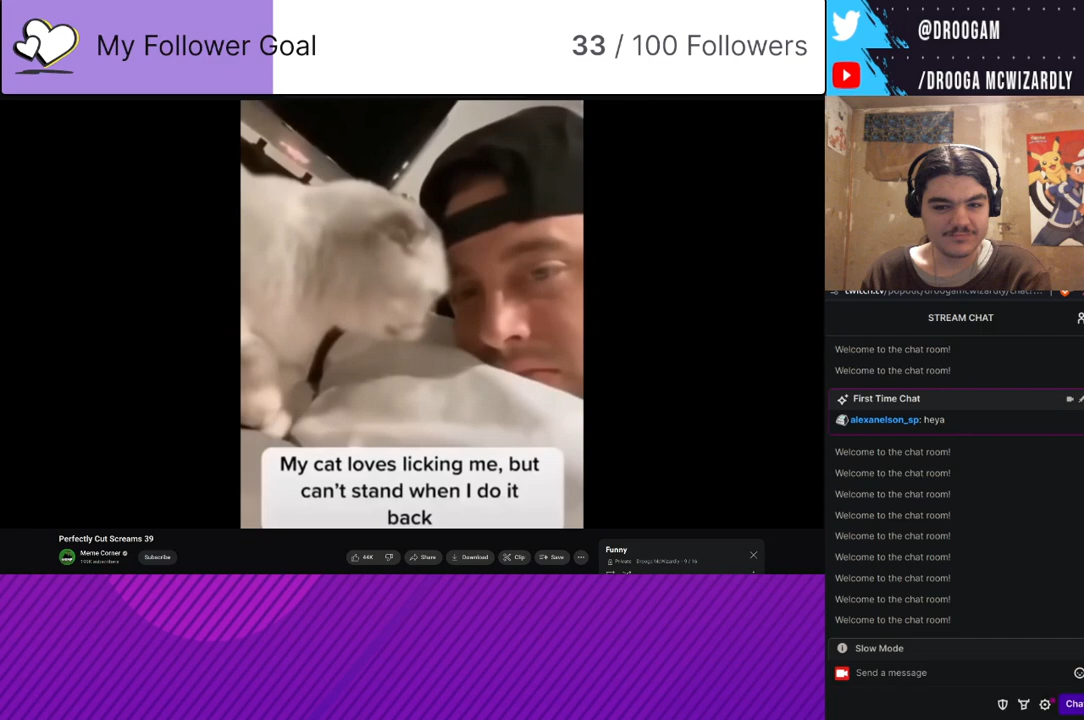 My Follower Goal
33 / 100 Followers
@DROOGAM
/DROOGA MCWIZARDLY
My cat loves licking me, but
can't stand when I do it
back
Perfectly Cut Screams 39
Meme Corner
subscribers
Subscribe
44K
Share
Download
Clip
Save
Funny
Private
STREAM CHAT
Welcome to the chat room!
Welcome to the chat room!
First Time Chat
alexanelson_sp: heya
Welcome to the chat room!
Welcome to the chat room!
Welcome to the chat room!
Welcome to the chat room!
Welcome to the chat room!
Welcome to the chat room!
Welcome to the chat room!
Welcome to the chat room!
Welcome to the chat room!
Slow Mode
Send a message
Cha